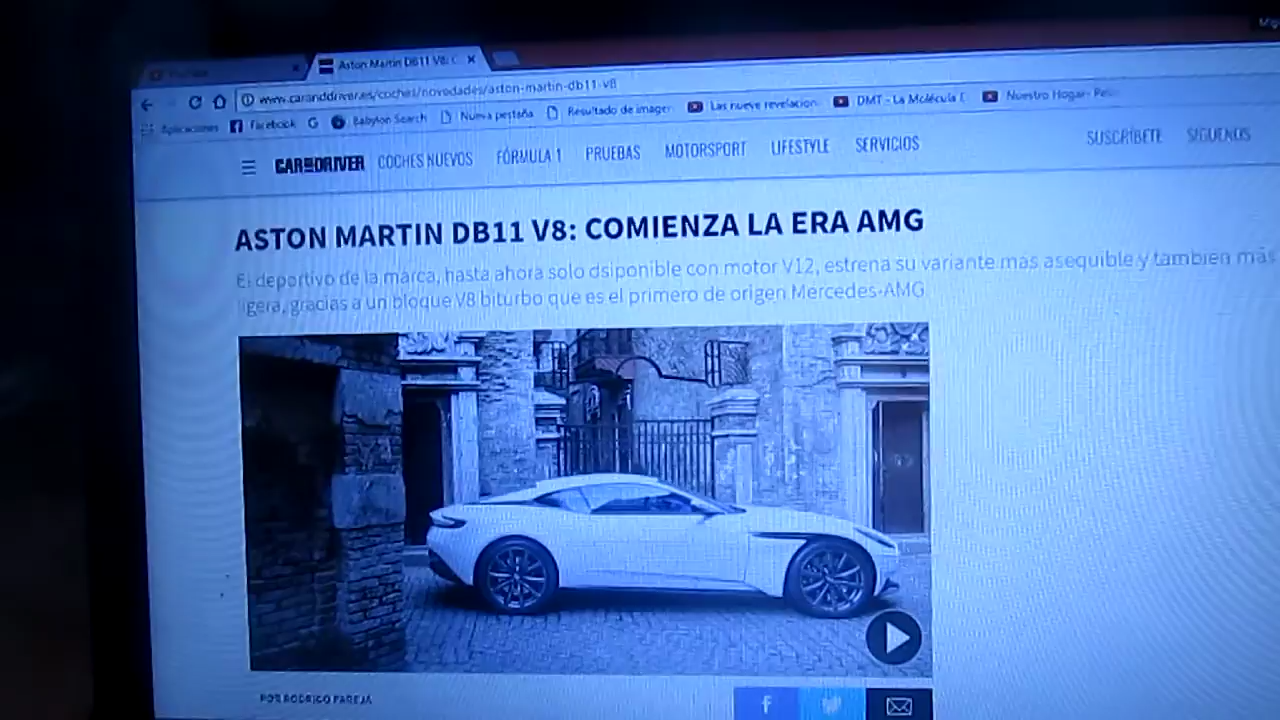 YouTube
Aston Martin DB11 V8: C
www.caranddriver.es/coches/novedades/aston-martin-db11-v8
Aplicaciones Facebook Babylon Search Nueva pestaña Resultado de imagen Las nueve revelacion DMT - La Molécula D Nuestro Hogar- Pel
CAR AND DRIVER COCHES NUEVOS FÓRMULA 1 PRUEBAS MOTORSPORT LIFESTYLE SERVICIOS SUSCRÍBETE SÍGUENOS
ASTON MARTIN DB11 V8: COMIENZA LA ERA AMG
El deportivo de la marca, hasta ahora solo dsiponible con motor V12, estrena su variante más asequible y también más
ligera, gracias a un bloque V8 biturbo que es el primero de origen Mercedes-AMG
POR RODRIGO PAREJA